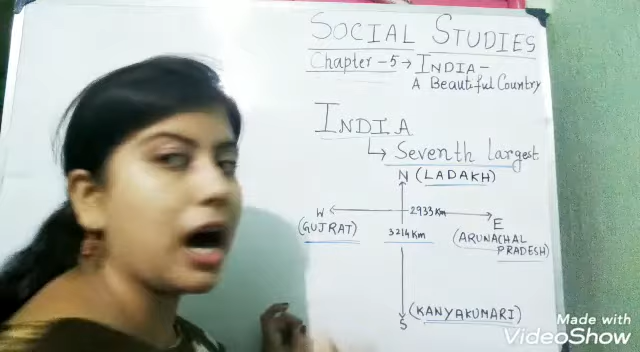 SOCIAL STUDIES
Chapter -5 → INDIA -
A Beautiful Country
INDIA
↳ Seventh largest
N (LADAKH)
W
2933 Km
E
(GUJRAT)
3214 Km
(ARUNACHAL
PRADESH)
(KANYAKUMARI)
S
Made with
VideoShow